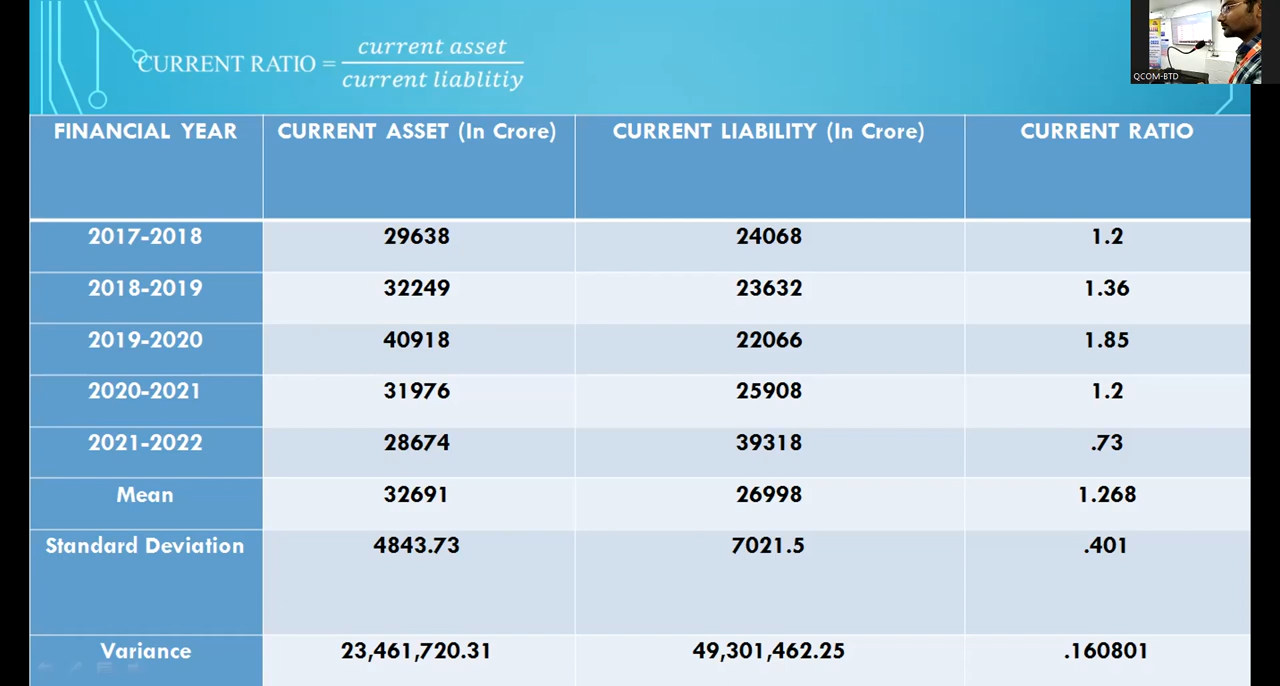 CURRENT RATIO = current asset / current liablitiy
QCOM-BTD
FINANCIAL YEAR CURRENT ASSET (In Crore) CURRENT LIABILITY (In Crore) CURRENT RATIO
2017-2018 29638 24068 1.2
2018-2019 32249 23632 1.36
2019-2020 40918 22066 1.85
2020-2021 31976 25908 1.2
2021-2022 28674 39318 .73
Mean 32691 26998 1.268
Standard Deviation 4843.73 7021.5 .401
Variance 23,461,720.31 49,301,462.25 .160801